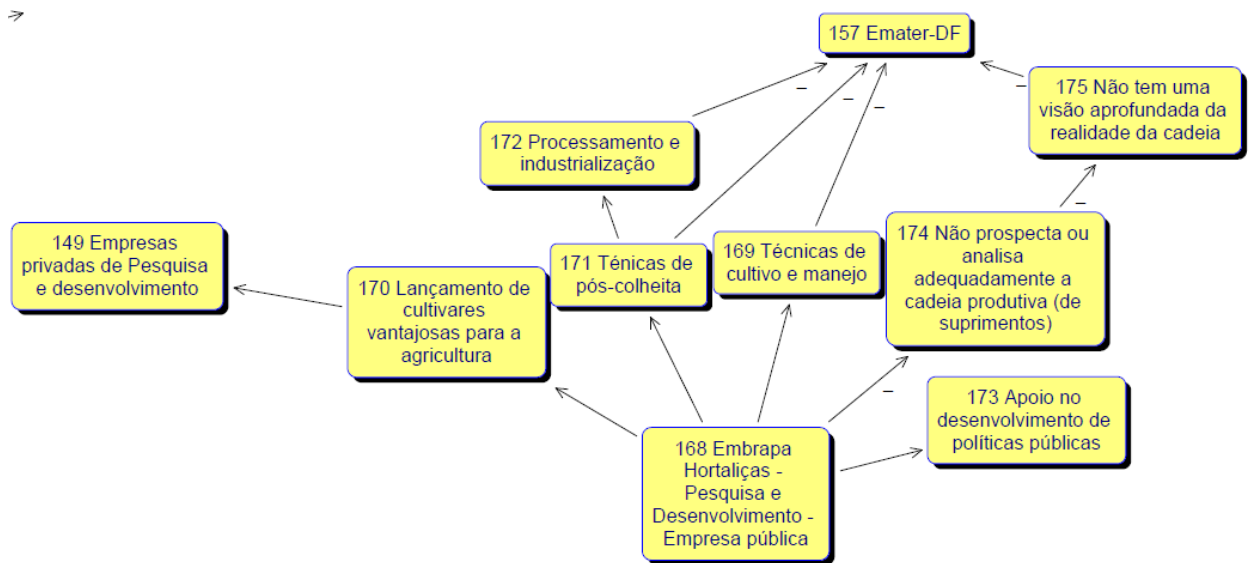 157 Emater-DF
175 Não tem uma
visão aprofundada da
realidade da cadeia
172 Processamento e
industrialização
149 Empresas
privadas de Pesquisa
e desenvolvimento
170 Lançamento de
cultivares
vantajosas para a
agricultura
171 Ténicas de
pós-colheita
169 Técnicas de
cultivo e manejo
174 Não prospecta ou
analisa
adequadamente a
cadeia produtiva (de
suprimentos)
173 Apoio no
desenvolvimento de
políticas públicas
168 Embrapa
Hortaliças -
Pesquisa e
Desenvolvimento -
Empresa pública